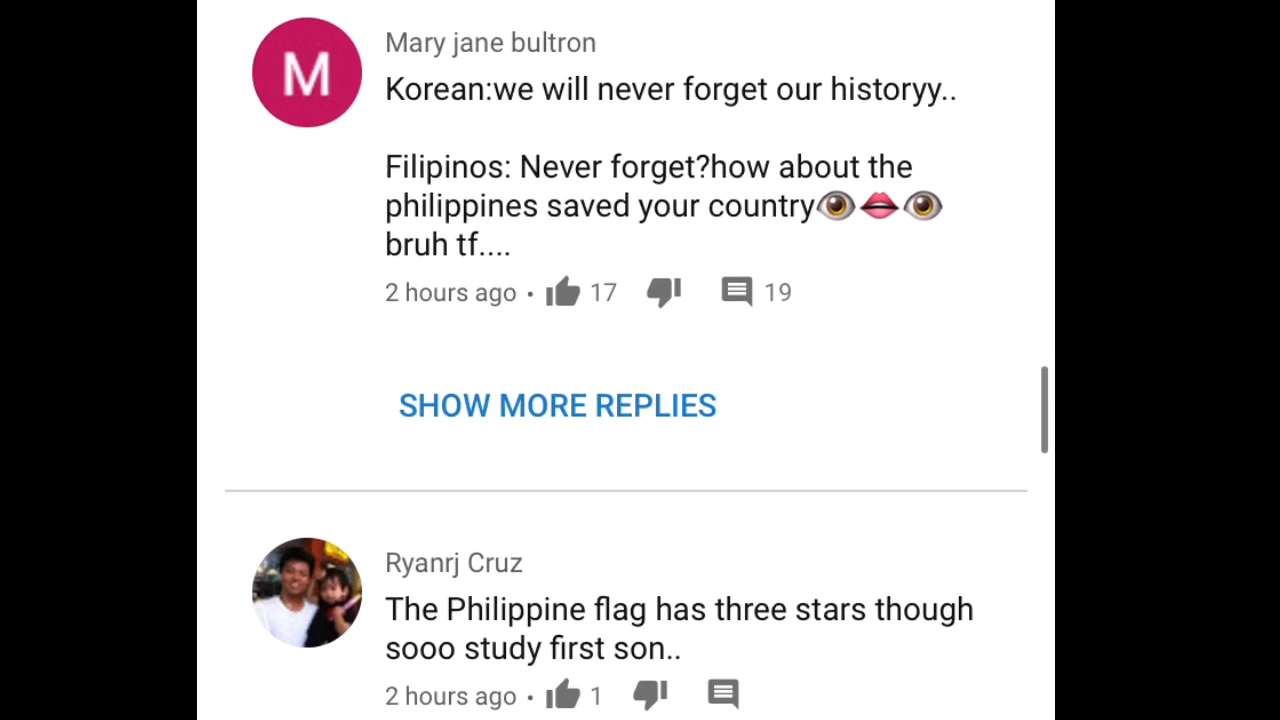 M
Mary jane bultron
Korean:we will never forget our historyy..
Filipinos: Never forget?how about the
philippines saved your country👁👄👁
bruh tf....
2 hours ago · 17 19
SHOW MORE REPLIES
Ryanrj Cruz
The Philippine flag has three stars though
sooo study first son..
2 hours ago · 1